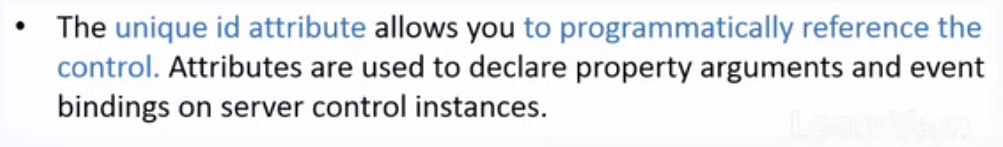 • The unique id attribute allows you to programmatically reference the
control. Attributes are used to declare property arguments and event
bindings on server control instances.